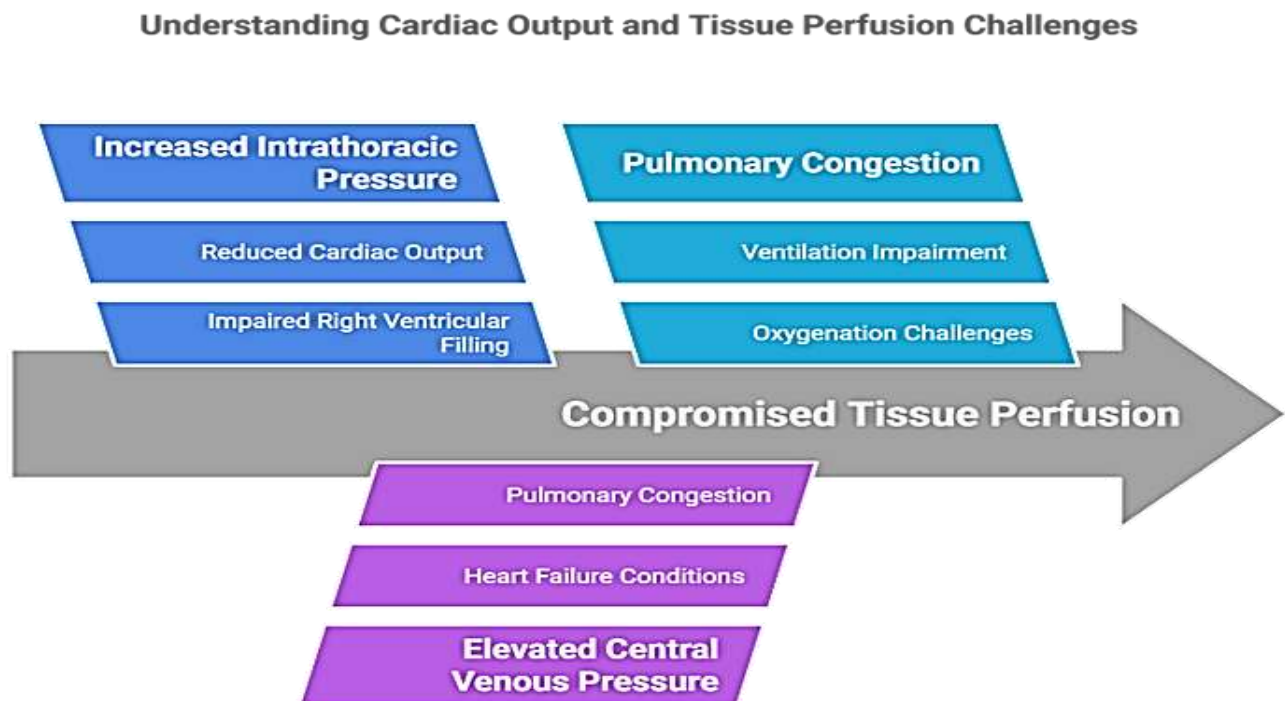 Understanding Cardiac Output and Tissue Perfusion Challenges
Increased Intrathoracic
Pressure
Reduced Cardiac Output
Impaired Right Ventricular
Filling
Pulmonary Congestion
Ventilation Impairment
Oxygenation Challenges
Compromised Tissue Perfusion
Pulmonary Congestion
Heart Failure Conditions
Elevated Central
Venous Pressure